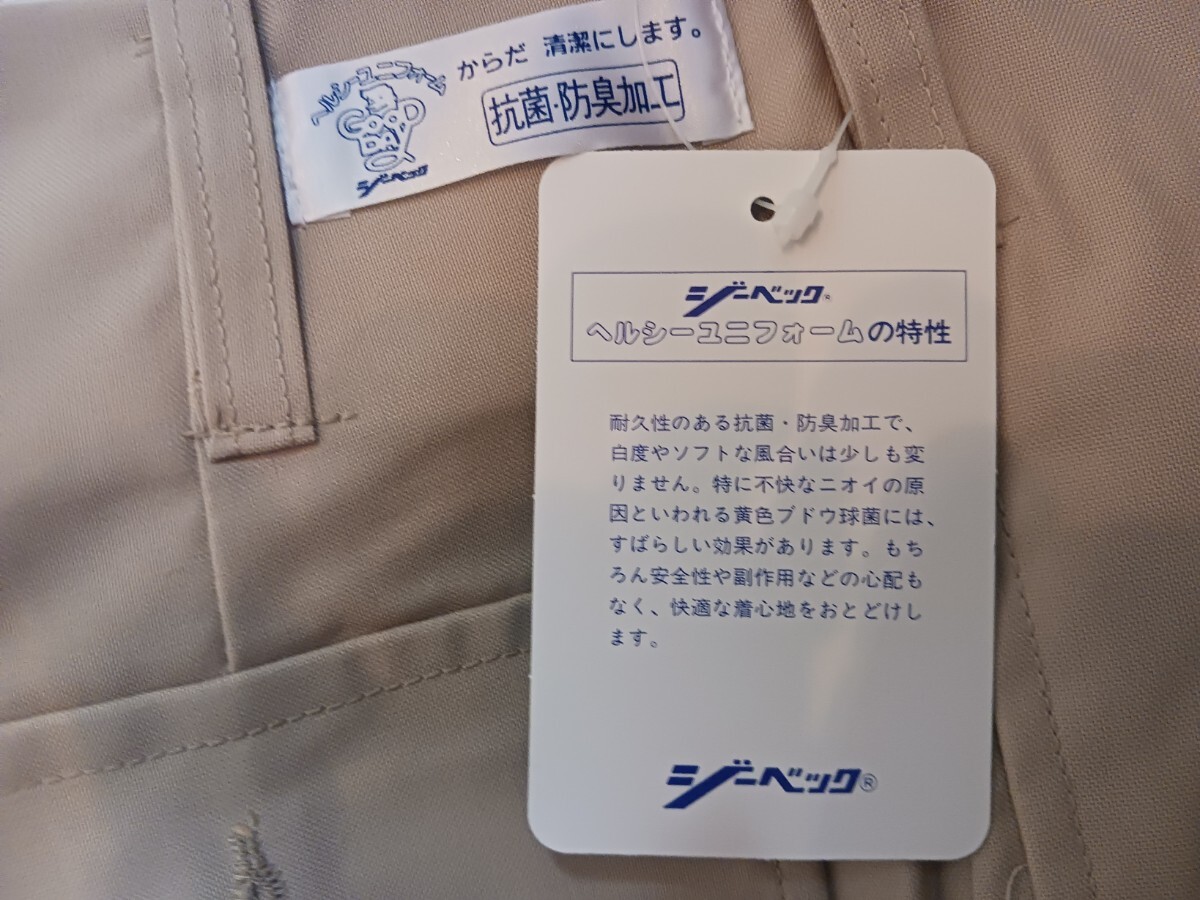 ヘルシーユニフォーム
からだ 清潔にします。
抗菌・防臭加工
ジーベック
ジーベック®
ヘルシーユニフォームの特性
耐久性のある抗菌・防臭加工で、
白度やソフトな風合いは少しも変
りません。特に不快なニオイの原
因といわれる黄色ブドウ球菌には、
すばらしい効果があります。もち
ろん安全性や副作用などの心配も
なく、快適な着心地をおとどけし
ます。
ジーベック®